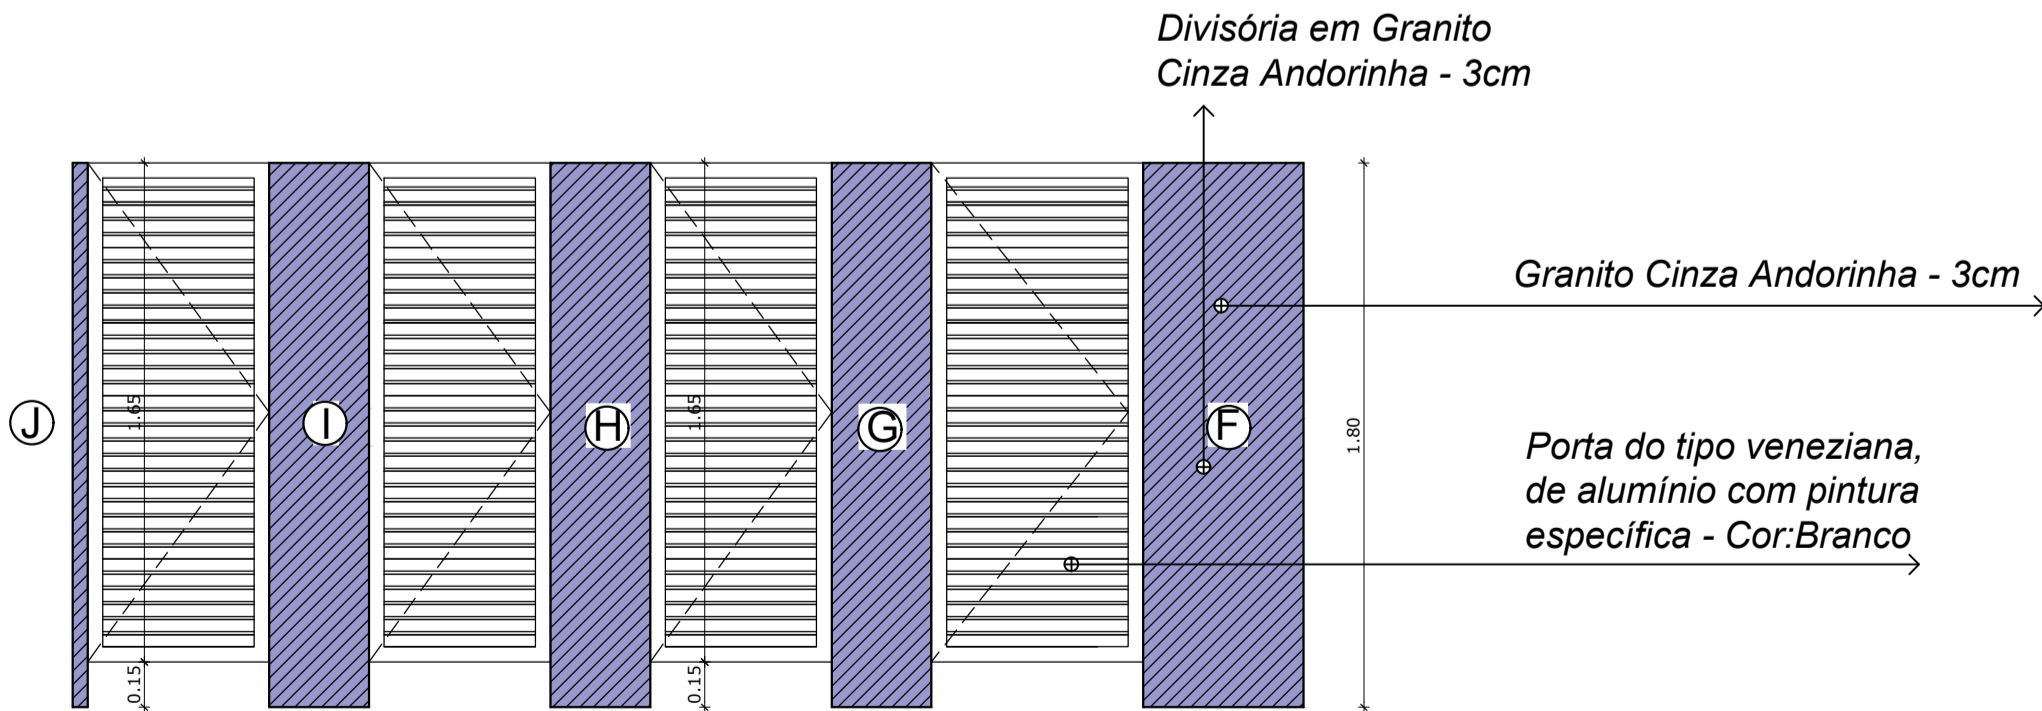 Divisória em Granito
Cinza Andorinha - 3cm
Granito Cinza Andorinha - 3cm
J
1.65
I
H
1.65
G
F
1.80
Porta do tipo veneziana,
de alumínio com pintura
específica - Cor:Branco
0.15
0.15